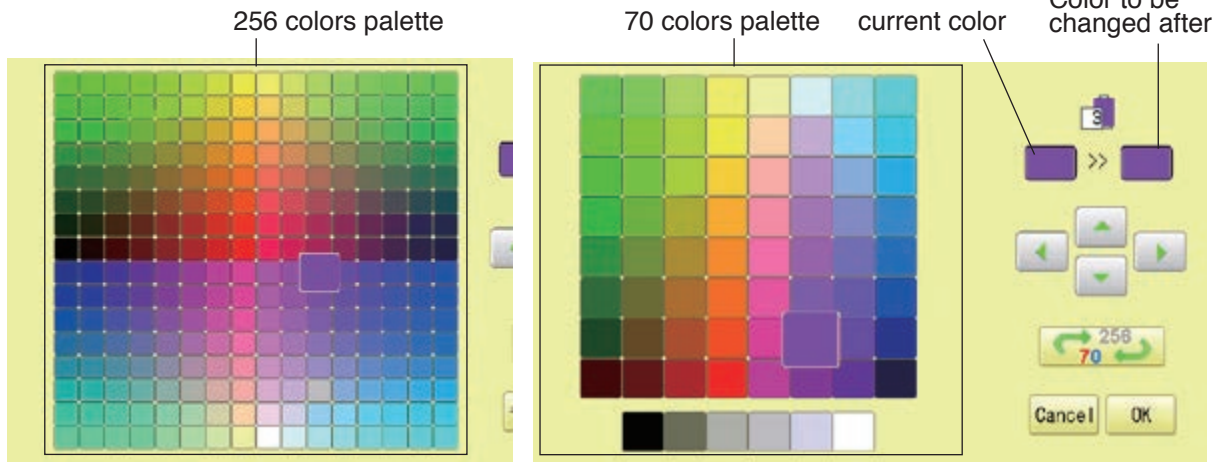 256 colors palette
70 colors palette
current color
Color to be
changed after
3
>>
256
70
Cancel OK